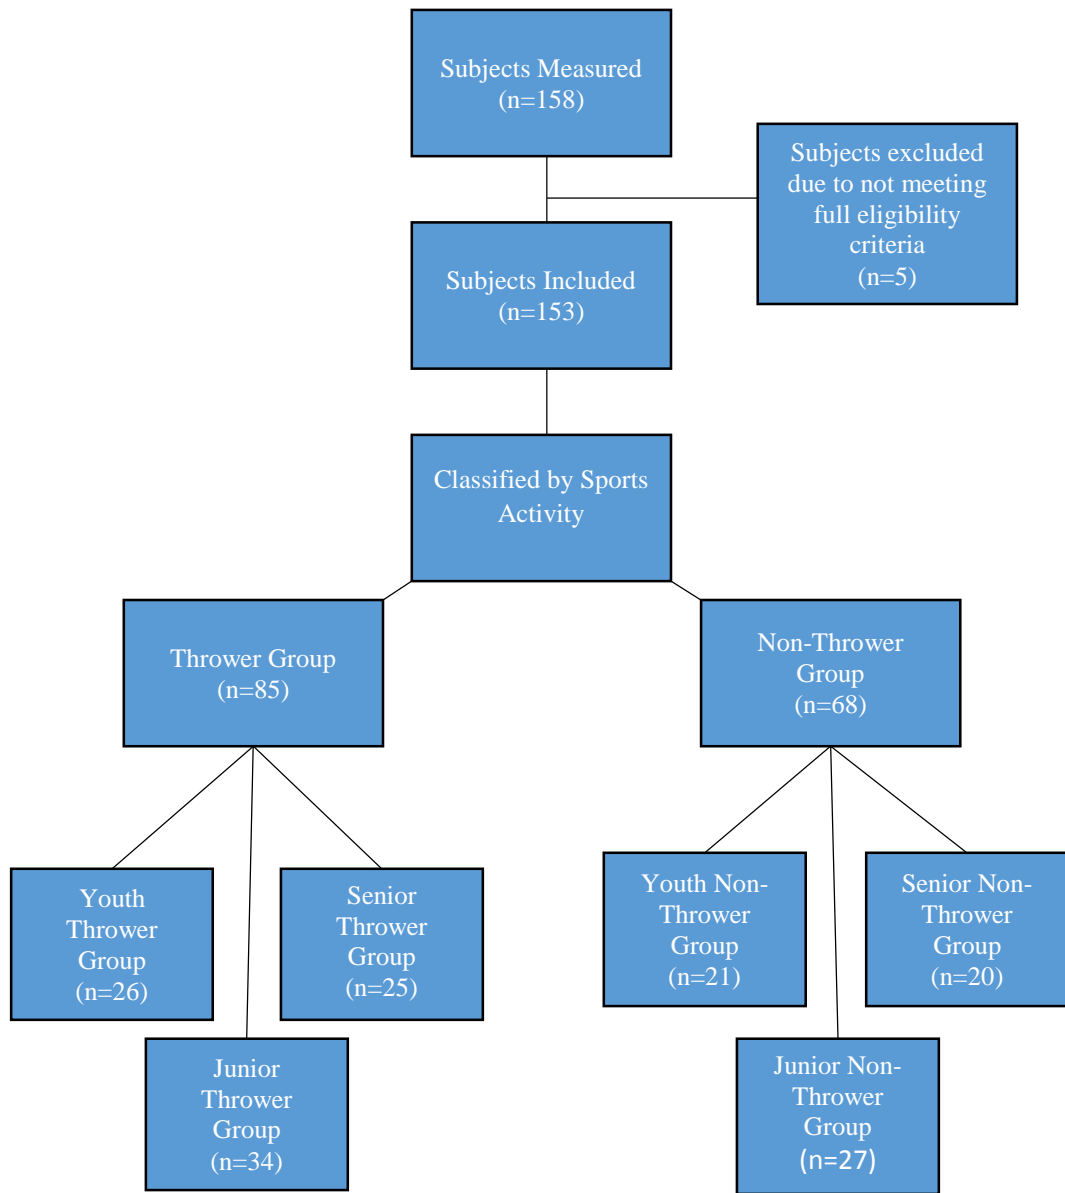 Subjects Measured
(n=158)
Subjects excluded
due to not meeting
full eligibility
criteria
(n=5)
Subjects Included
(n=153)
Classified by Sports
Activity
Thrower Group
(n=85)
Non-Thrower
Group
(n=68)
Youth
Thrower
Group
(n=26)
Senior
Thrower
Group
(n=25)
Youth Non-
Thrower
Group
(n=21)
Senior Non-
Thrower
Group
(n=20)
Junior
Thrower
Group
(n=34)
Junior Non-
Thrower
Group
(n=27)